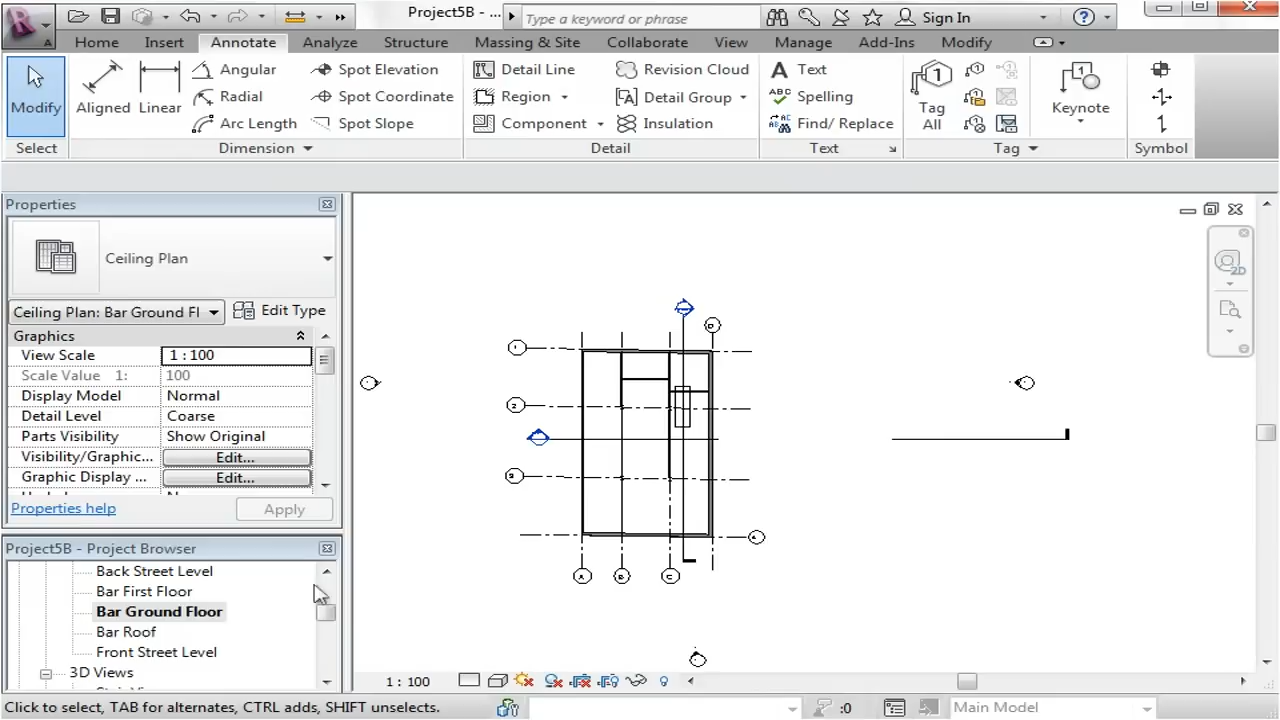 Project5B - ...
Type a keyword or phrase
Sign In
Home Insert Annotate Analyze Structure Massing & Site Collaborate View Manage Add-Ins Modify
Modify
Aligned
Linear
Angular
Radial
Arc Length
Spot Elevation
Spot Coordinate
Spot Slope
Detail Line
Region
Component
Revision Cloud
Detail Group
Insulation
Text
Spelling
Find/ Replace
Tag
All
Keynote
Select Dimension Detail Text Tag Symbol
Properties
Ceiling Plan
Ceiling Plan: Bar Ground Fl
Edit Type
Graphics
View Scale 1 : 100
Scale Value 1: 100
Display Model Normal
Detail Level Coarse
Parts Visibility Show Original
Visibility/Graphic... Edit...
Graphic Display ... Edit...
Properties help
Apply
Project5B - Project Browser
Back Street Level
Bar First Floor
Bar Ground Floor
Bar Roof
Front Street Level
3D Views
1
2
3
A B C
1 : 100
Click to select, TAB for alternates, CTRL adds, SHIFT unselects.
:0
Main Model